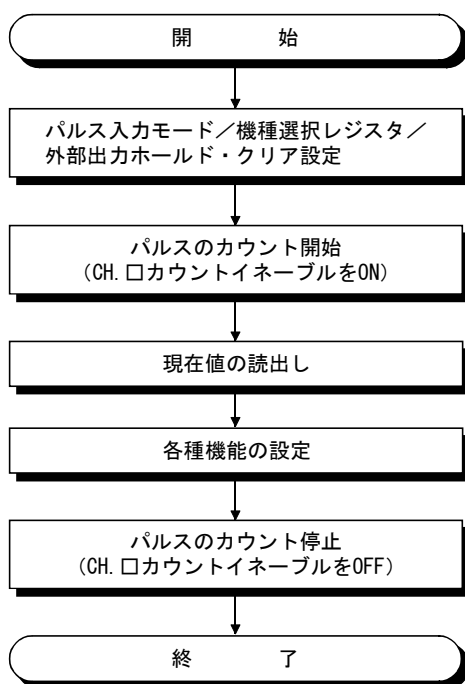 開　　始
パルス入力モード／機種選択レジスタ／
外部出力ホールド・クリア設定
パルスのカウント開始
(CH.□カウントイネーブルをON)
現在値の読出し
各種機能の設定
パルスのカウント停止
(CH.□カウントイネーブルをOFF)
終　　了